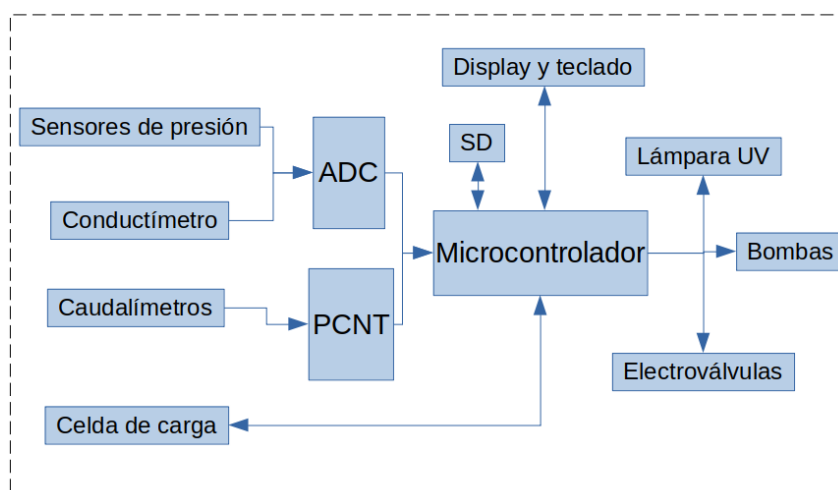 Display y teclado
Sensores de presión
SD
ADC
Lámpara UV
Conductímetro
Microcontrolador
Bombas
Caudalímetros
PCNT
Electroválvulas
Celda de carga